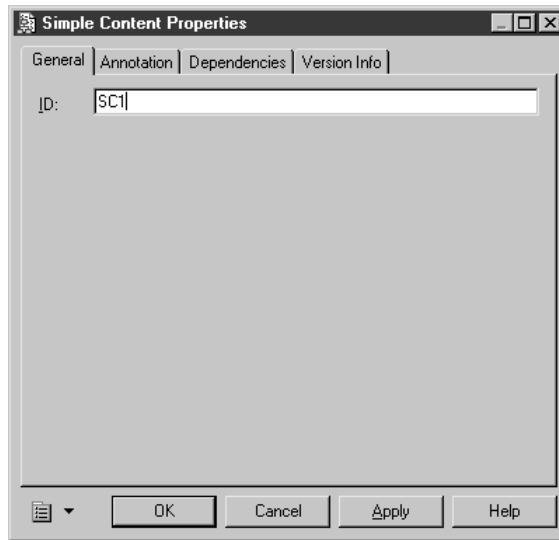 Simple Content Properties
General Annotation Dependencies Version Info
ID: SC1
OK Cancel Apply Help